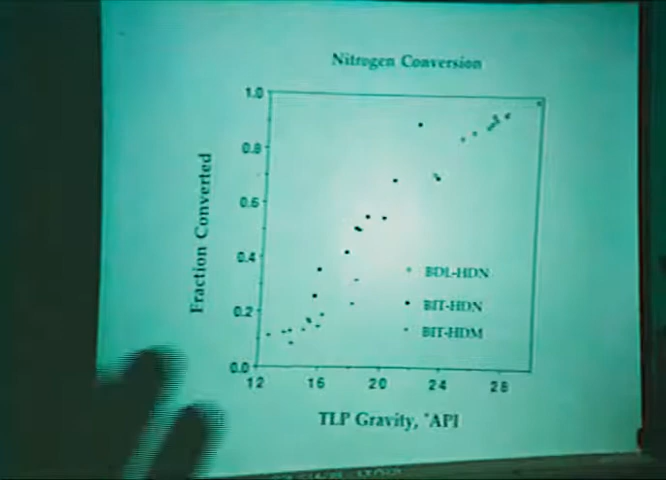 Nitrogen Conversion
1.0
0.8
0.6
0.4
0.2
0.0
Fraction Converted
BDL-HDN
BIT-HDN
BIT-HDM
12 16 20 24 28
TLP Gravity, °API